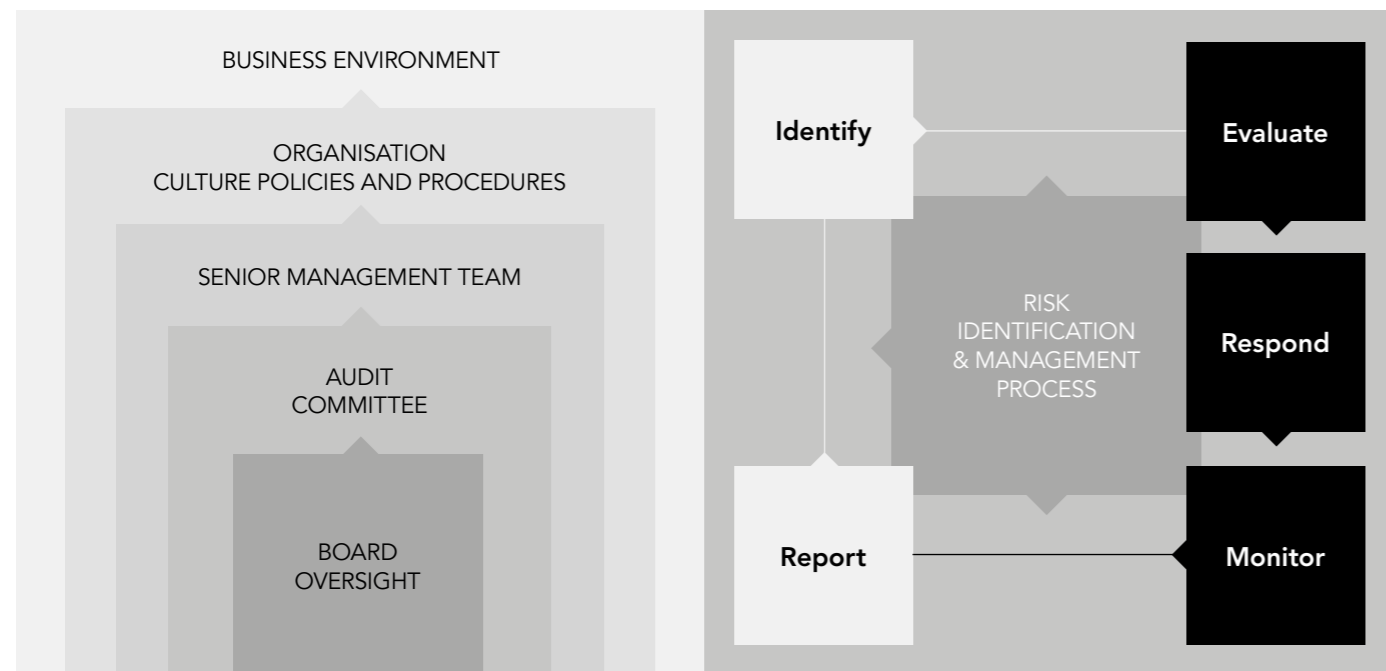 BUSINESS ENVIRONMENT
ORGANISATION
CULTURE POLICIES AND PROCEDURES
SENIOR MANAGEMENT TEAM
AUDIT
COMMITTEE
BOARD
OVERSIGHT
Identify
Evaluate
RISK
IDENTIFICATION
& MANAGEMENT
PROCESS
Respond
Report
Monitor